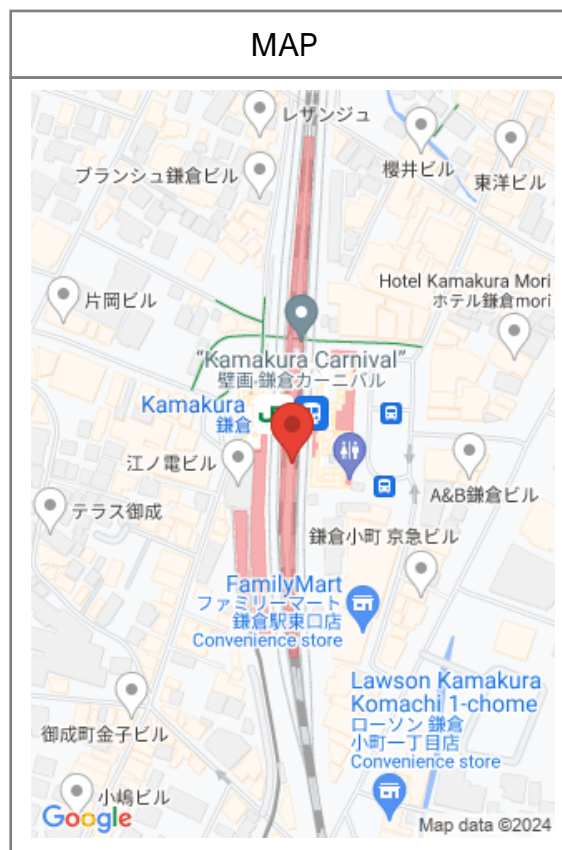 MAP
レザンジュ
ブランシュ鎌倉ビル
櫻井ビル
東洋ビル
片岡ビル
Hotel Kamakura Mori
ホテル鎌倉mori
“Kamakura Carnival”
壁画 鎌倉カーニバル
Kamakura
鎌倉
江ノ電ビル
A&B鎌倉ビル
テラス御成
鎌倉小町 京急ビル
FamilyMart
ファミリーマート
鎌倉駅東口店
Convenience store
Lawson Kamakura
Komachi 1-chome
ローソン 鎌倉
小町一丁目店
Convenience store
御成町金子ビル
小嶋ビル
Google
Map data ©2024